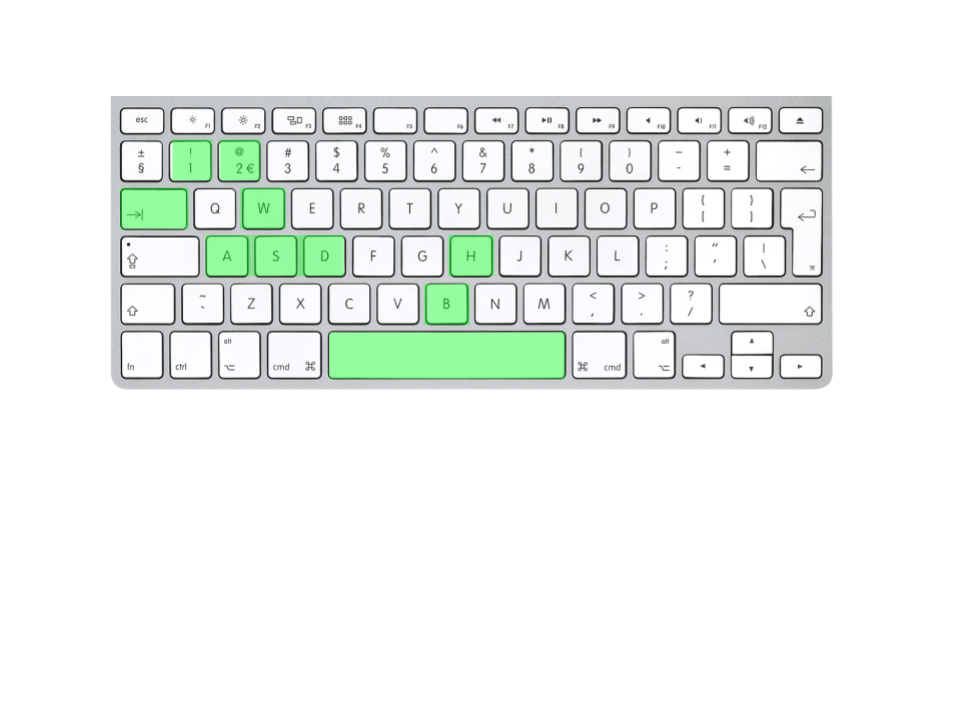 esc F1 F2 F3 F4 F5 F6 F7 F8 F9 F10 F11 F12
± ! @ # $ % ^ & * ( ) – +
§ 1 2 € 3 4 5 6 7 8 9 0 - =
Q W E R T Y U I O P { }
[ ]
A S D F G H J K L : " |
; ' \
~ Z X C V B N M < > ?
` , . /
alt alt
fn ctrl ⌥ cmd ⌘ ⌘ cmd ⌥